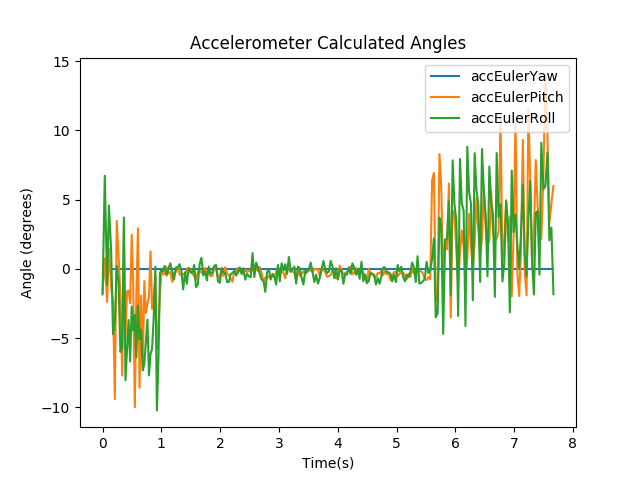 Accelerometer Calculated Angles
accEulerYaw
accEulerPitch
accEulerRoll
Angle (degrees)
15
10
5
0
−5
−10
0 1 2 3 4 5 6 7 8
Time(s)